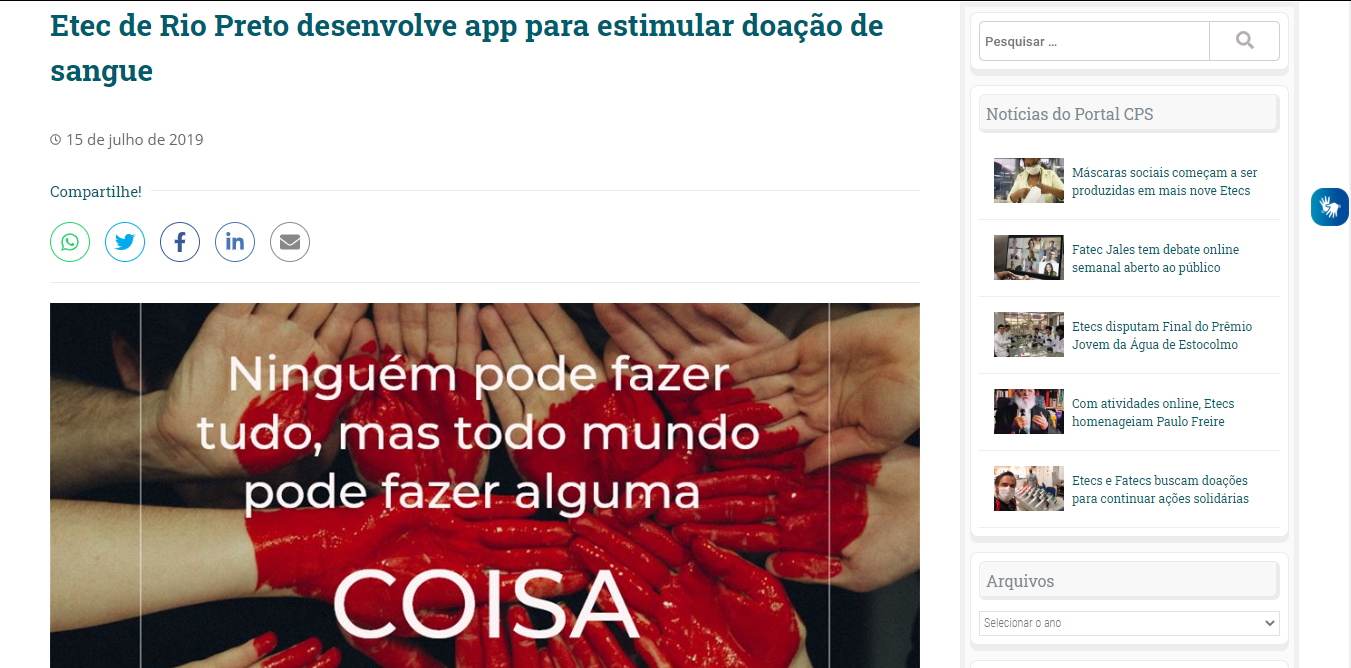 Etec de Rio Preto desenvolve app para estimular doação de
sangue
15 de julho de 2019
Compartilhe!
Ninguém pode fazer
tudo, mas todo mundo
pode fazer alguma
COISA
Pesquisar ...
Notícias do Portal CPS
Máscaras sociais começam a ser
produzidas em mais nove Etecs
Fatec Jales tem debate online
semanal aberto ao público
Etecs disputam Final do Prêmio
Jovem da Água de Estocolmo
Com atividades online, Etecs
homenageiam Paulo Freire
Etecs e Fatecs buscam doações
para continuar ações solidárias
Arquivos
Selecionar o ano